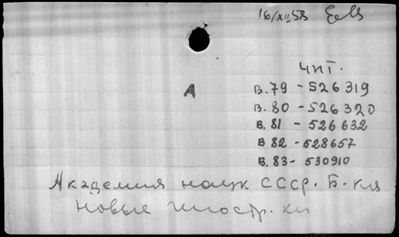 16/XII 58
ЧИТ.
А
В.79 - 526319
В.80 - 526320
В.81 - 526632
В.82 - 528657
В.83 - 530910
Академия наук СССР. Б-ка
Новые иностр. кн